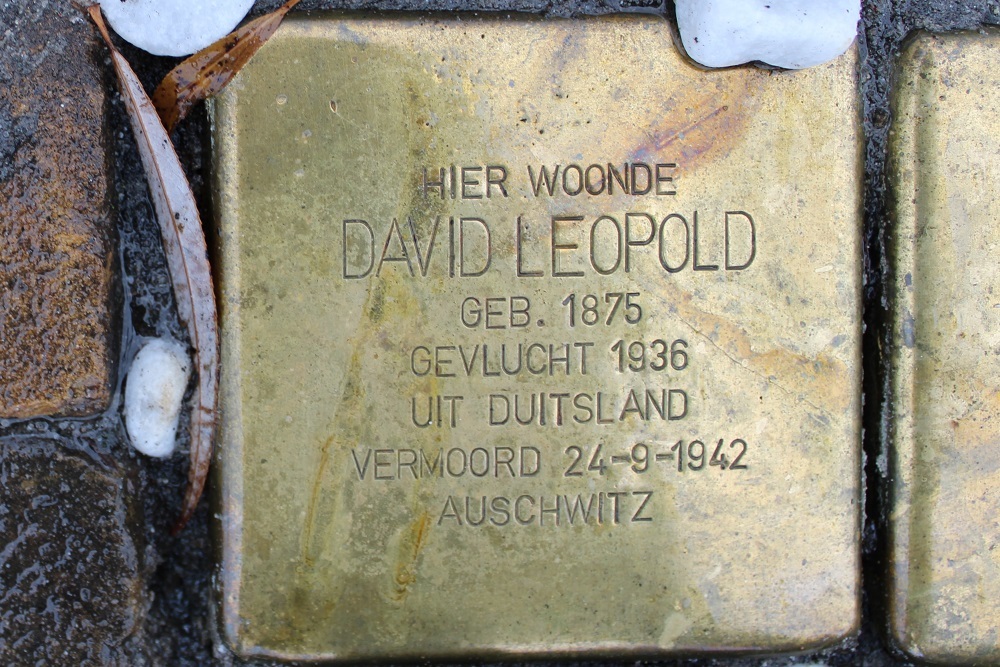 HIER WOONDE
DAVID LEOPOLD
GEB. 1875
GEVLUCHT 1936
UIT DUITSLAND
VERMOORD 24-9-1942
AUSCHWITZ